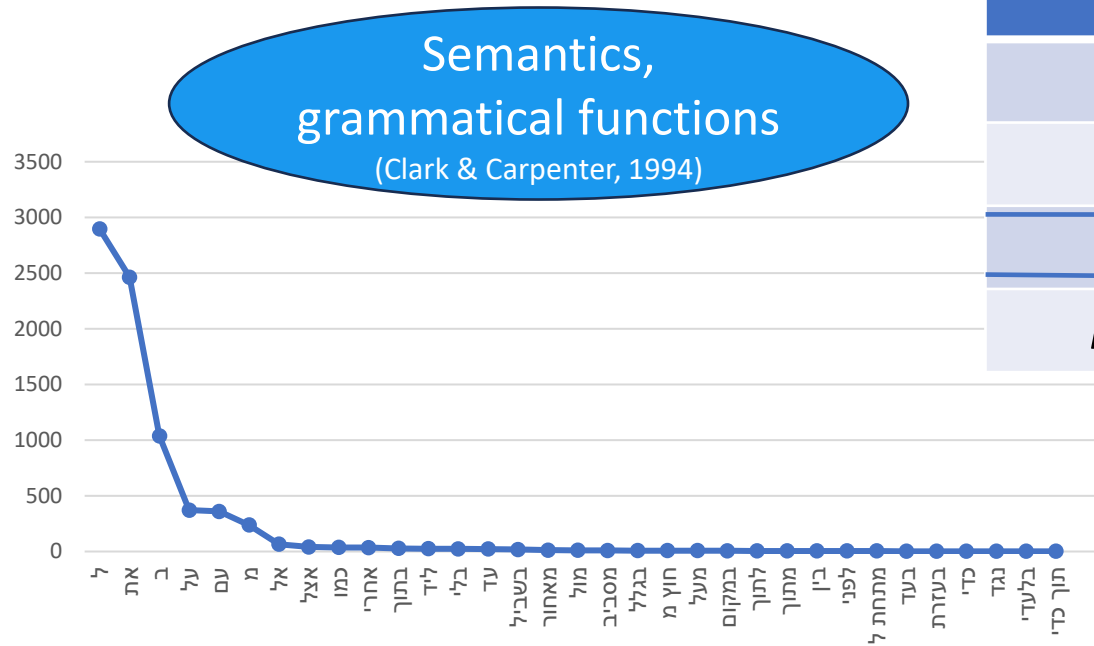 Semantics,
grammatical functions
(Clark & Carpenter, 1994)
3500
3000
2500
2000
1500
1000
500
0
ל
את
ב
על
עם
מ
אל
אצל
כמו
אחרי
בתוך
ליד
בלי
עד
בשביל
מאחור
מול
מסביב
בגלל
חוץ מ
מעל
במקום
לתוך
מתוך
בין
לפני
מתחת ל
בעד
בעזרת
כדי
נגד
בלעדי
תוך כדי